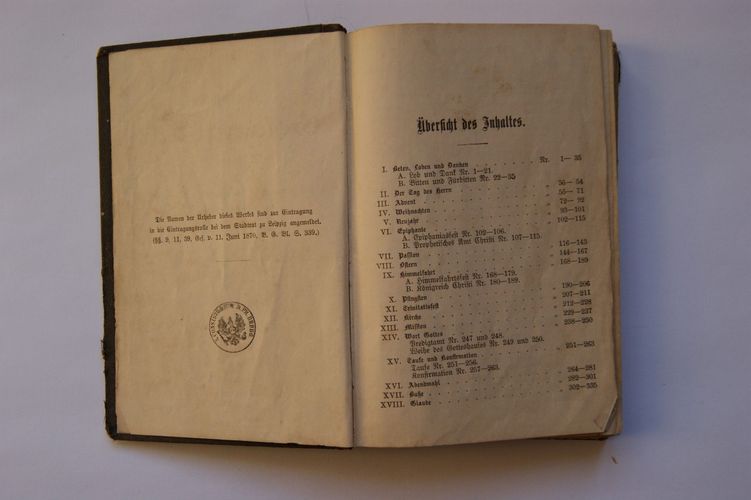 Die Namen der Urheber dieses Werkes sind zur Eintragung
in die Eintragungsrolle bei dem Stadtrat zu Leipzig angemeldet.
(§§. 9, 11, 39, Ges. v. 11. Juni 1870, B. G. Bl. S. 339.)
Übersicht des Inhaltes.
I. Beten, Loben und Danken . . . . . . . . Nr. 1— 35
A. Lob und Dank Nr. 1—21.
B. Bitten und Fürbitten Nr. 22—35
II. Der Tag des Herrn . . . . . . . . „ 36— 54
III. Advent . . . . . . . . „ 55— 71
IV. Weihnachten . . . . . . . . „ 72— 92
V. Neujahr . . . . . . . . „ 93—101
VI. Epiphania . . . . . . . . „ 102—115
A. Epiphaniasfest Nr. 102—106.
B. Prophetisches Amt Christi Nr. 107—115.
VII. Passion . . . . . . . . „ 116—143
VIII. Ostern . . . . . . . . „ 144—167
IX. Himmelfahrt . . . . . . . . „ 168—189
A. Himmelfahrtsfest Nr. 168—179.
B. Königreich Christi Nr. 180—189.
X. Pfingsten . . . . . . . . „ 190—206
XI. Trinitatisfest . . . . . . . . „ 207—211
XII. Kirche . . . . . . . . „ 212—228
XIII. Mission . . . . . . . . „ 229—237
XIV. Wort Gottes . . . . . . . . „ 238—250
Predigtamt Nr. 247 und 248.
Weihe des Gotteshauses Nr. 249 und 250.
XV. Taufe und Konfirmation . . . . . . . . „ 251—263
Taufe Nr. 251—256.
Konfirmation Nr. 257—263.
XVI. Abendmahl . . . . . . . . „ 264—281
XVII. Buße . . . . . . . . „ 282—301
XVIII. Glaube . . . . . . . . „ 302—335